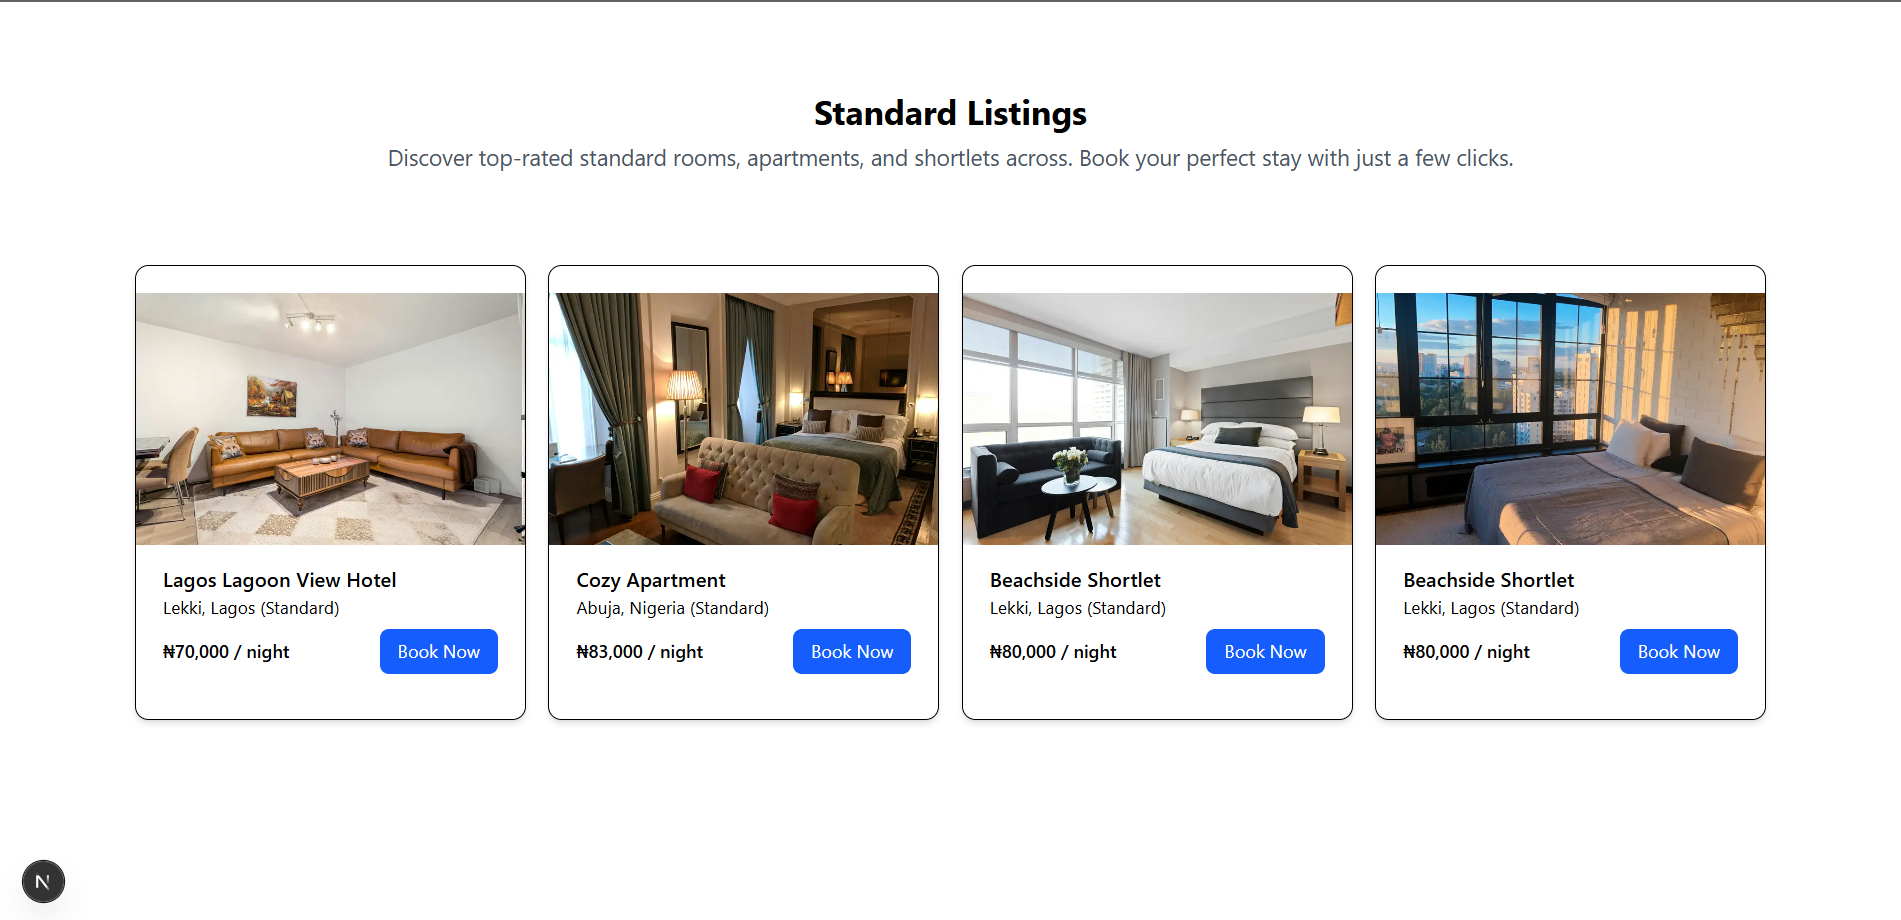 Standard Listings
Discover top-rated standard rooms, apartments, and shortlets across. Book your perfect stay with just a few clicks.
Lagos Lagoon View Hotel
Lekki, Lagos (Standard)
₦70,000 / night
Book Now
Cozy Apartment
Abuja, Nigeria (Standard)
₦83,000 / night
Book Now
Beachside Shortlet
Lekki, Lagos (Standard)
₦80,000 / night
Book Now
Beachside Shortlet
Lekki, Lagos (Standard)
₦80,000 / night
Book Now
N